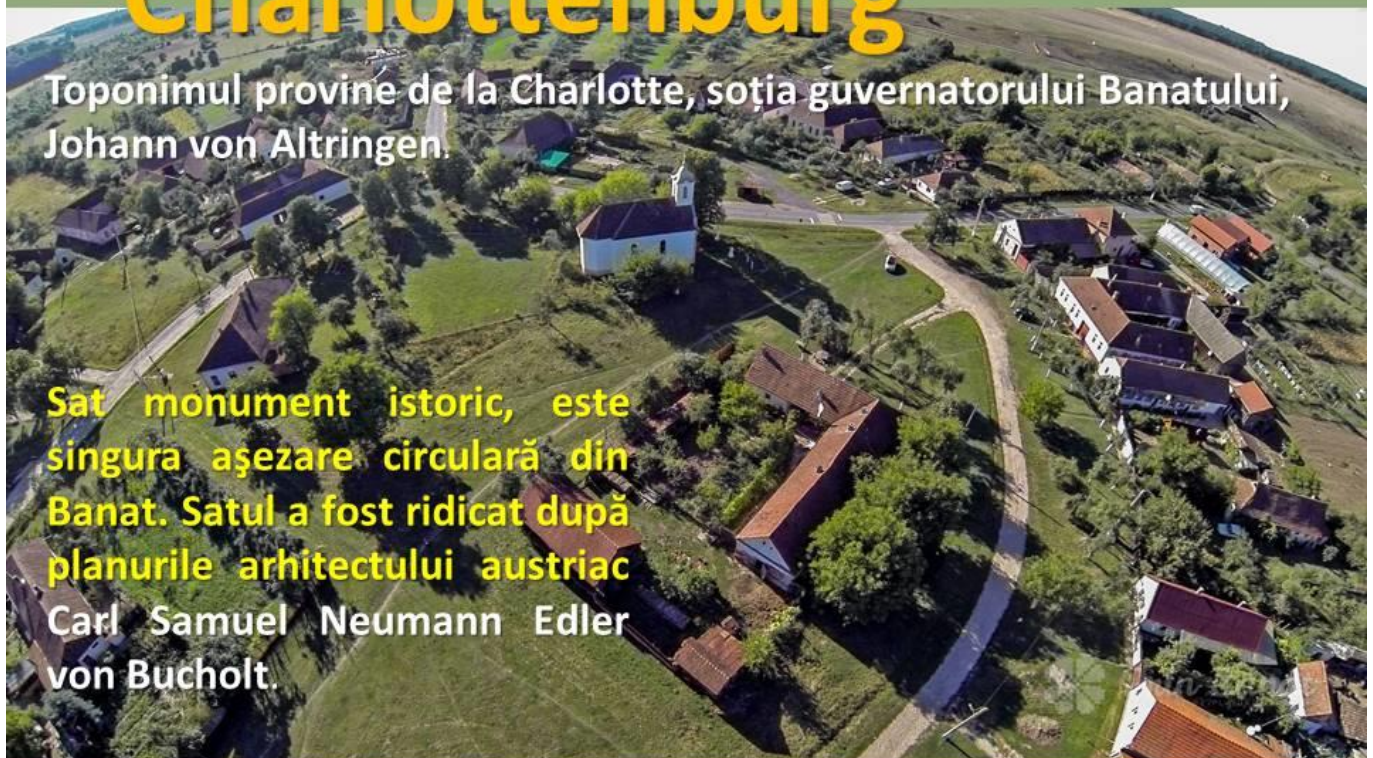 Charlottenburg
Toponimul provine de la Charlotte, soția guvernatorului Banatului,
Johann von Altringen.
Sat monument istoric, este
singura aşezare circulară din
Banat. Satul a fost ridicat după
planurile arhitectului austriac
Carl Samuel Neumann Edler
von Bucholt.